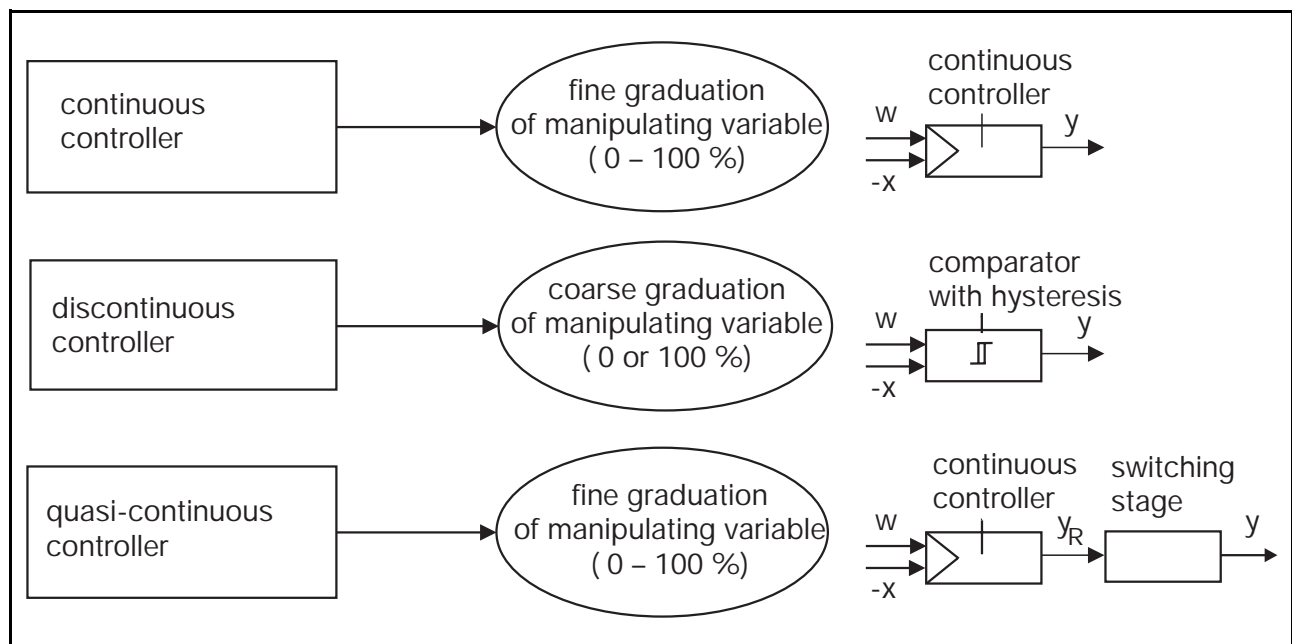 continuous
controller
fine graduation
of manipulating variable
( 0 – 100 %)
continuous
controller
w
-x
y
discontinuous
controller
coarse graduation
of manipulating variable
( 0 or 100 %)
comparator
with hysteresis
w
-x
y
quasi-continuous
controller
fine graduation
of manipulating variable
( 0 – 100 %)
continuous
controller
switching
stage
w
-x
yR
y